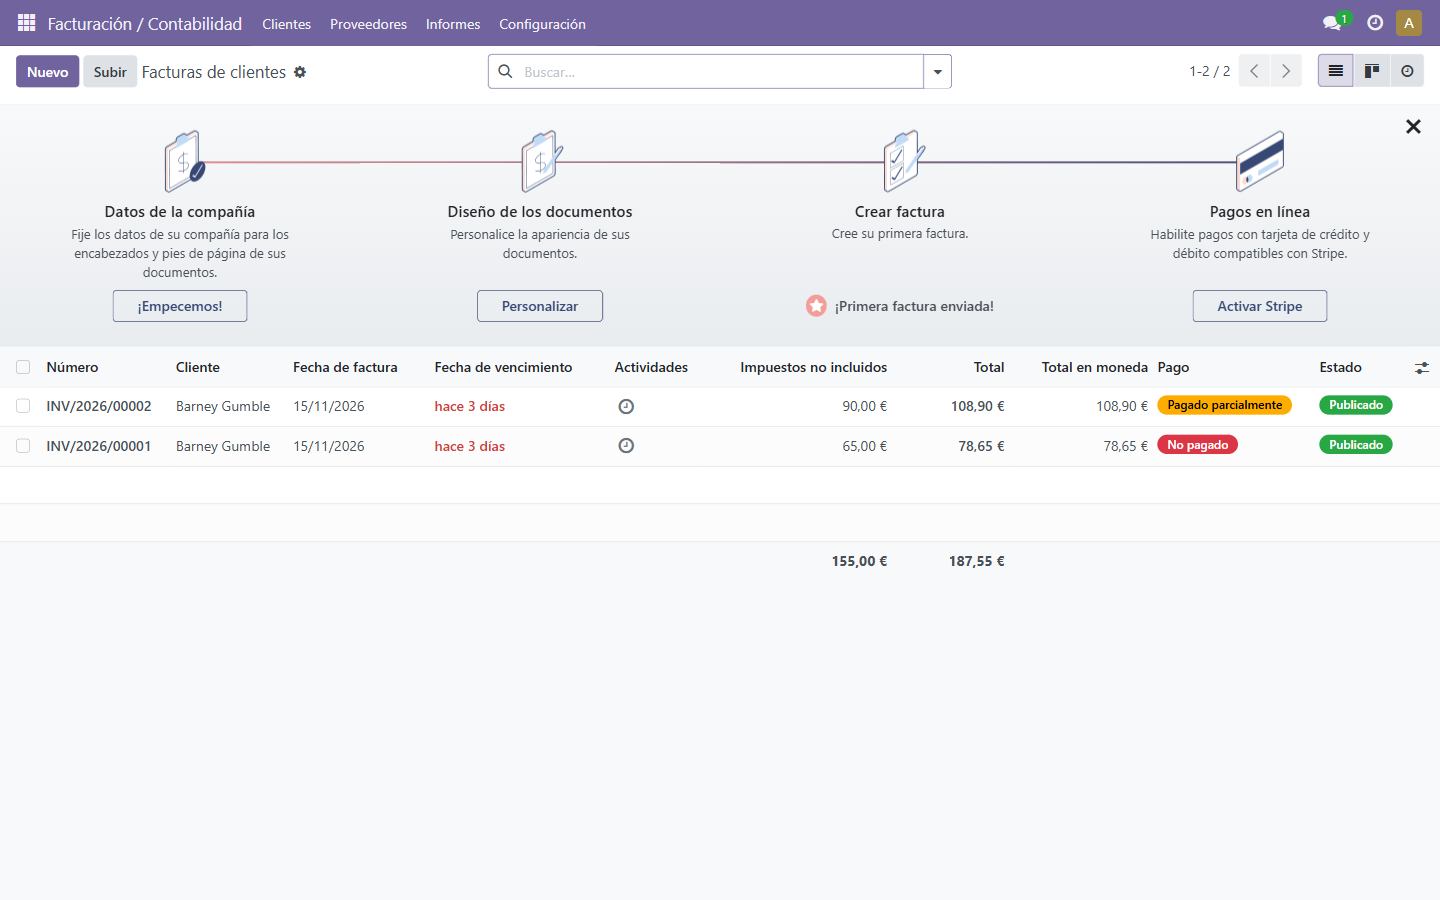 Facturación / Contabilidad Clientes Proveedores Informes Configuración 1 A
Nuevo Subir Facturas de clientes Buscar... 1-2 / 2
Datos de la compañía
Fije los datos de su compañía para los
encabezados y pies de página de sus
documentos.
¡Empecemos!
Diseño de los documentos
Personalice la apariencia de sus
documentos.
Personalizar
Crear factura
Cree su primera factura.
¡Primera factura enviada!
Pagos en línea
Habilite pagos con tarjeta de crédito y
débito compatibles con Stripe.
Activar Stripe
Número Cliente Fecha de factura Fecha de vencimiento Actividades Impuestos no incluidos Total Total en moneda Pago Estado
INV/2026/00002 Barney Gumble 15/11/2026 hace 3 días 90,00 € 108,90 € 108,90 € Pagado parcialmente Publicado
INV/2026/00001 Barney Gumble 15/11/2026 hace 3 días 65,00 € 78,65 € 78,65 € No pagado Publicado
155,00 € 187,55 €